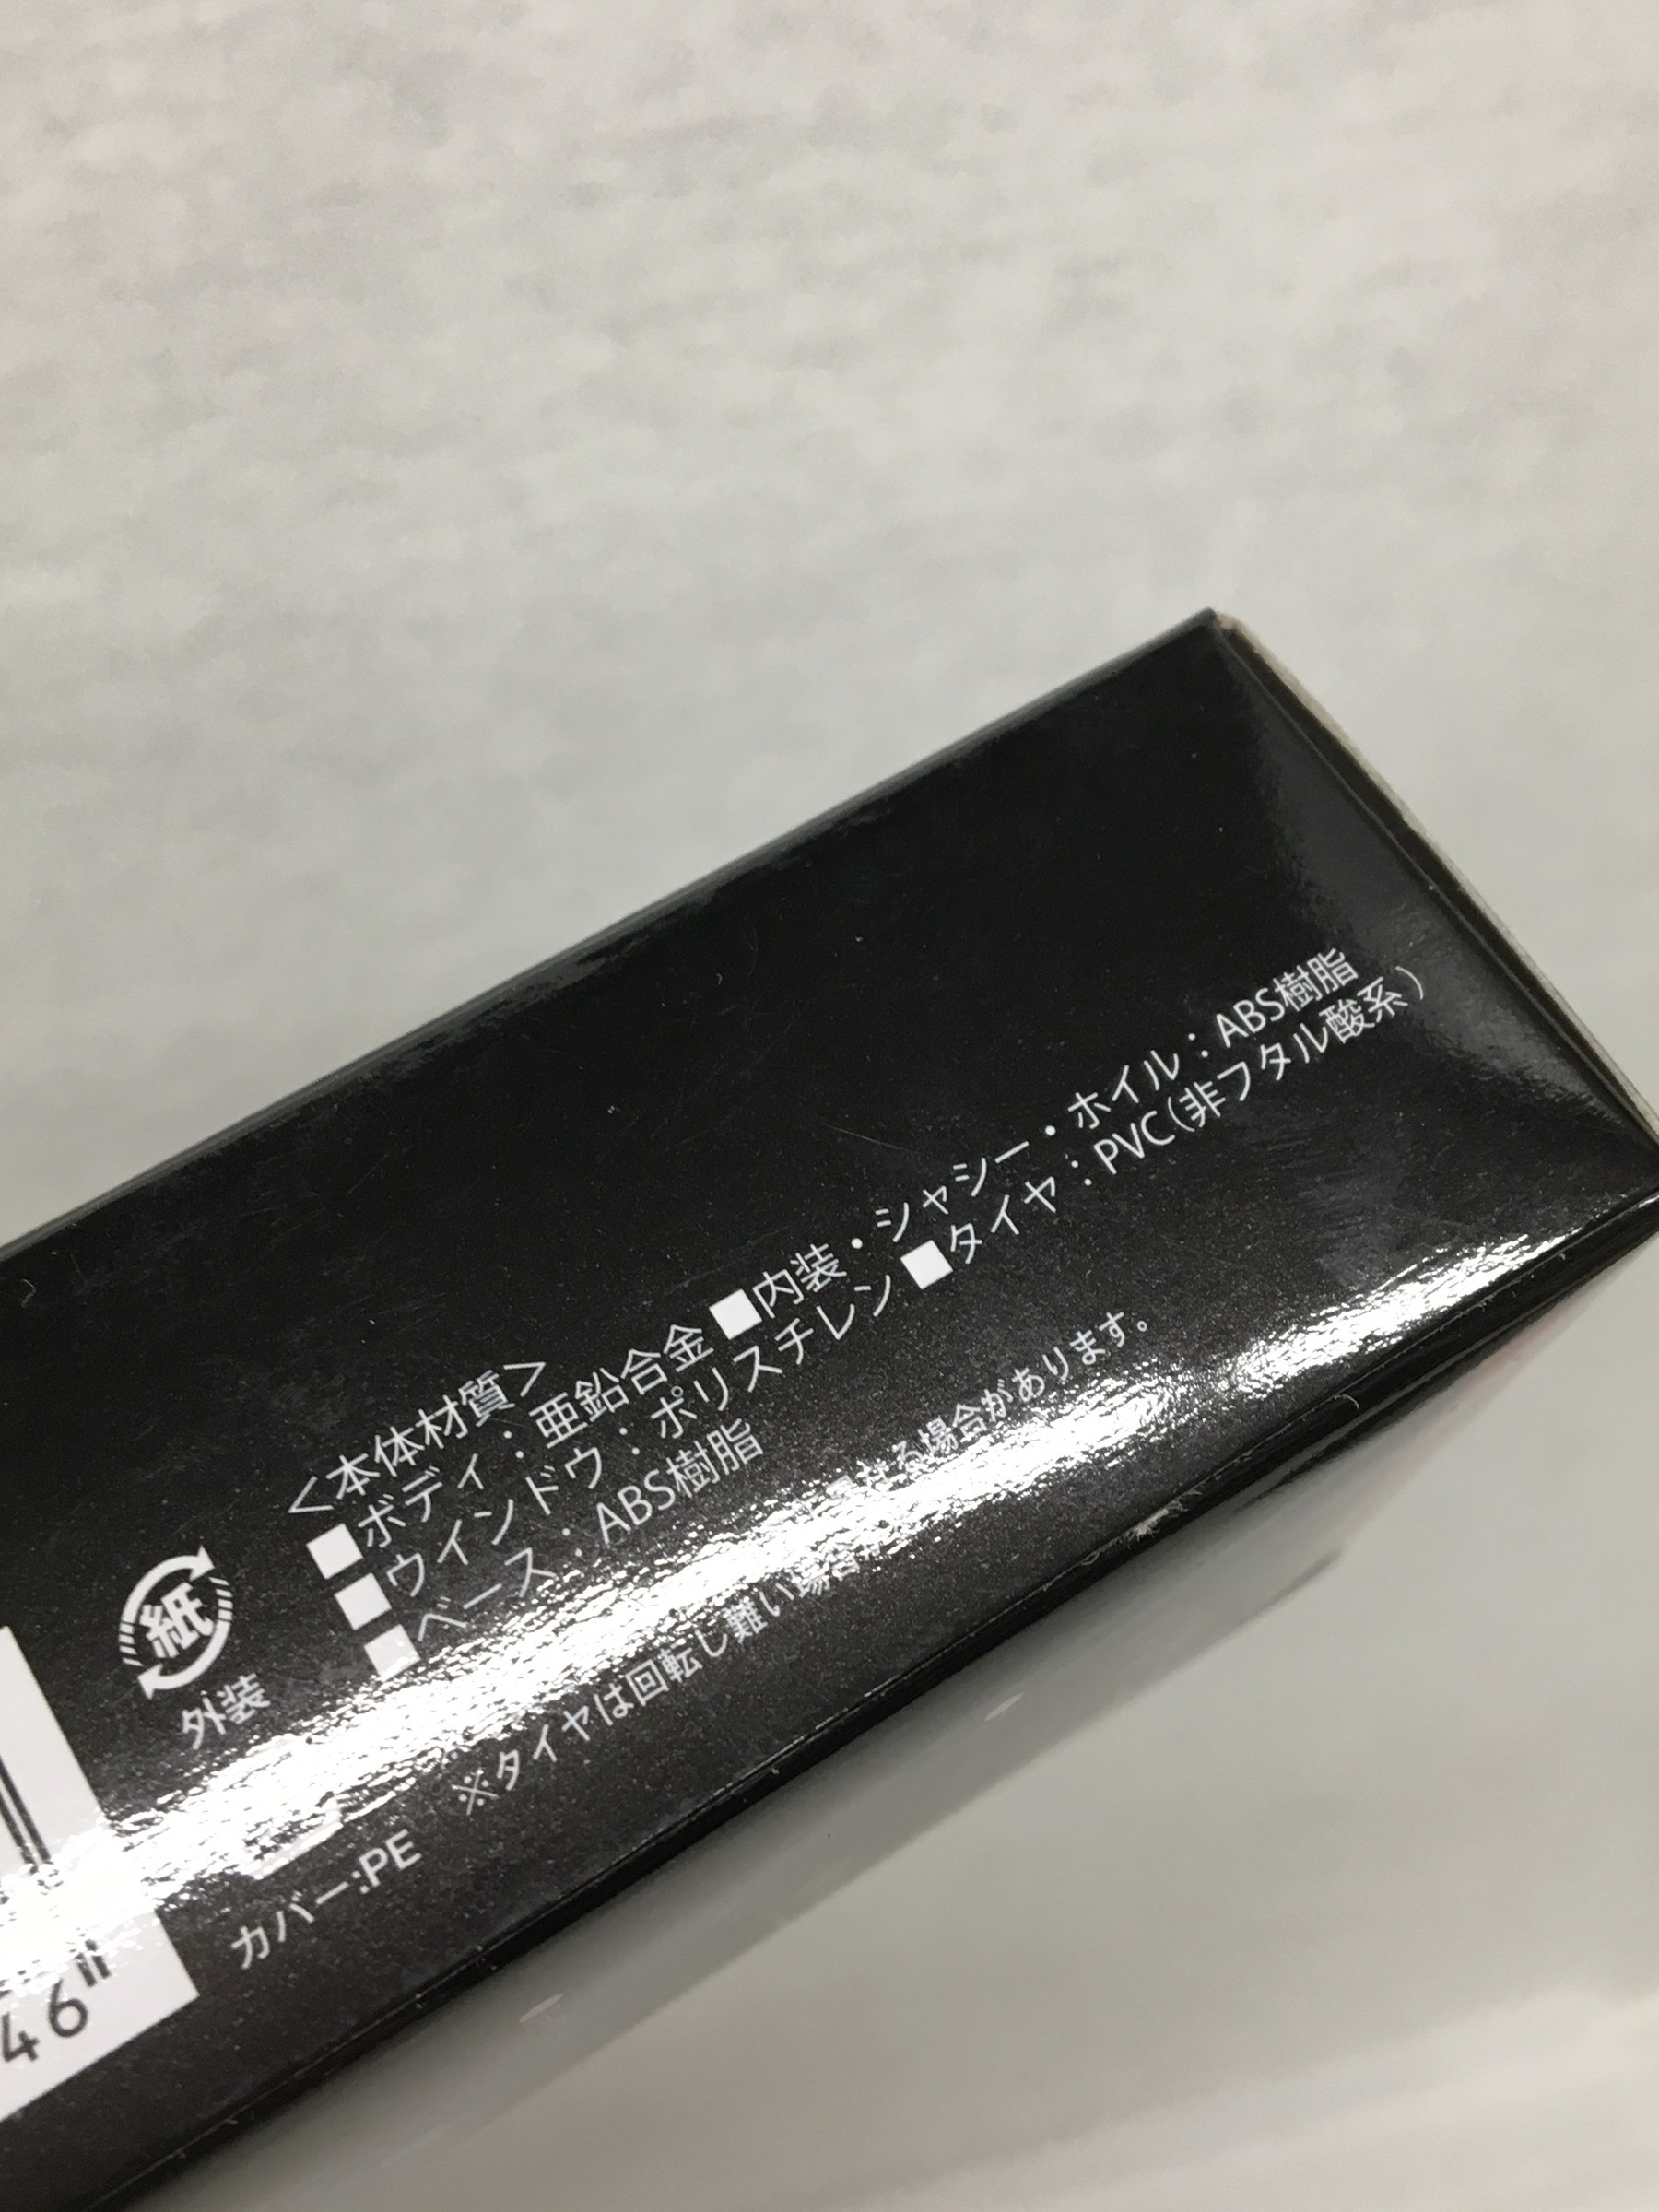 <本体材質>
■ボディ：亜鉛合金 ■内装・シャシー・ホイル：ABS樹脂
■ウインドウ：ポリスチレン ■タイヤ：PVC(非フタル酸系)
■ベース：ABS樹脂
※タイヤは回転し難い場合 異なる場合があります。
紙
外装
カバー:PE
46